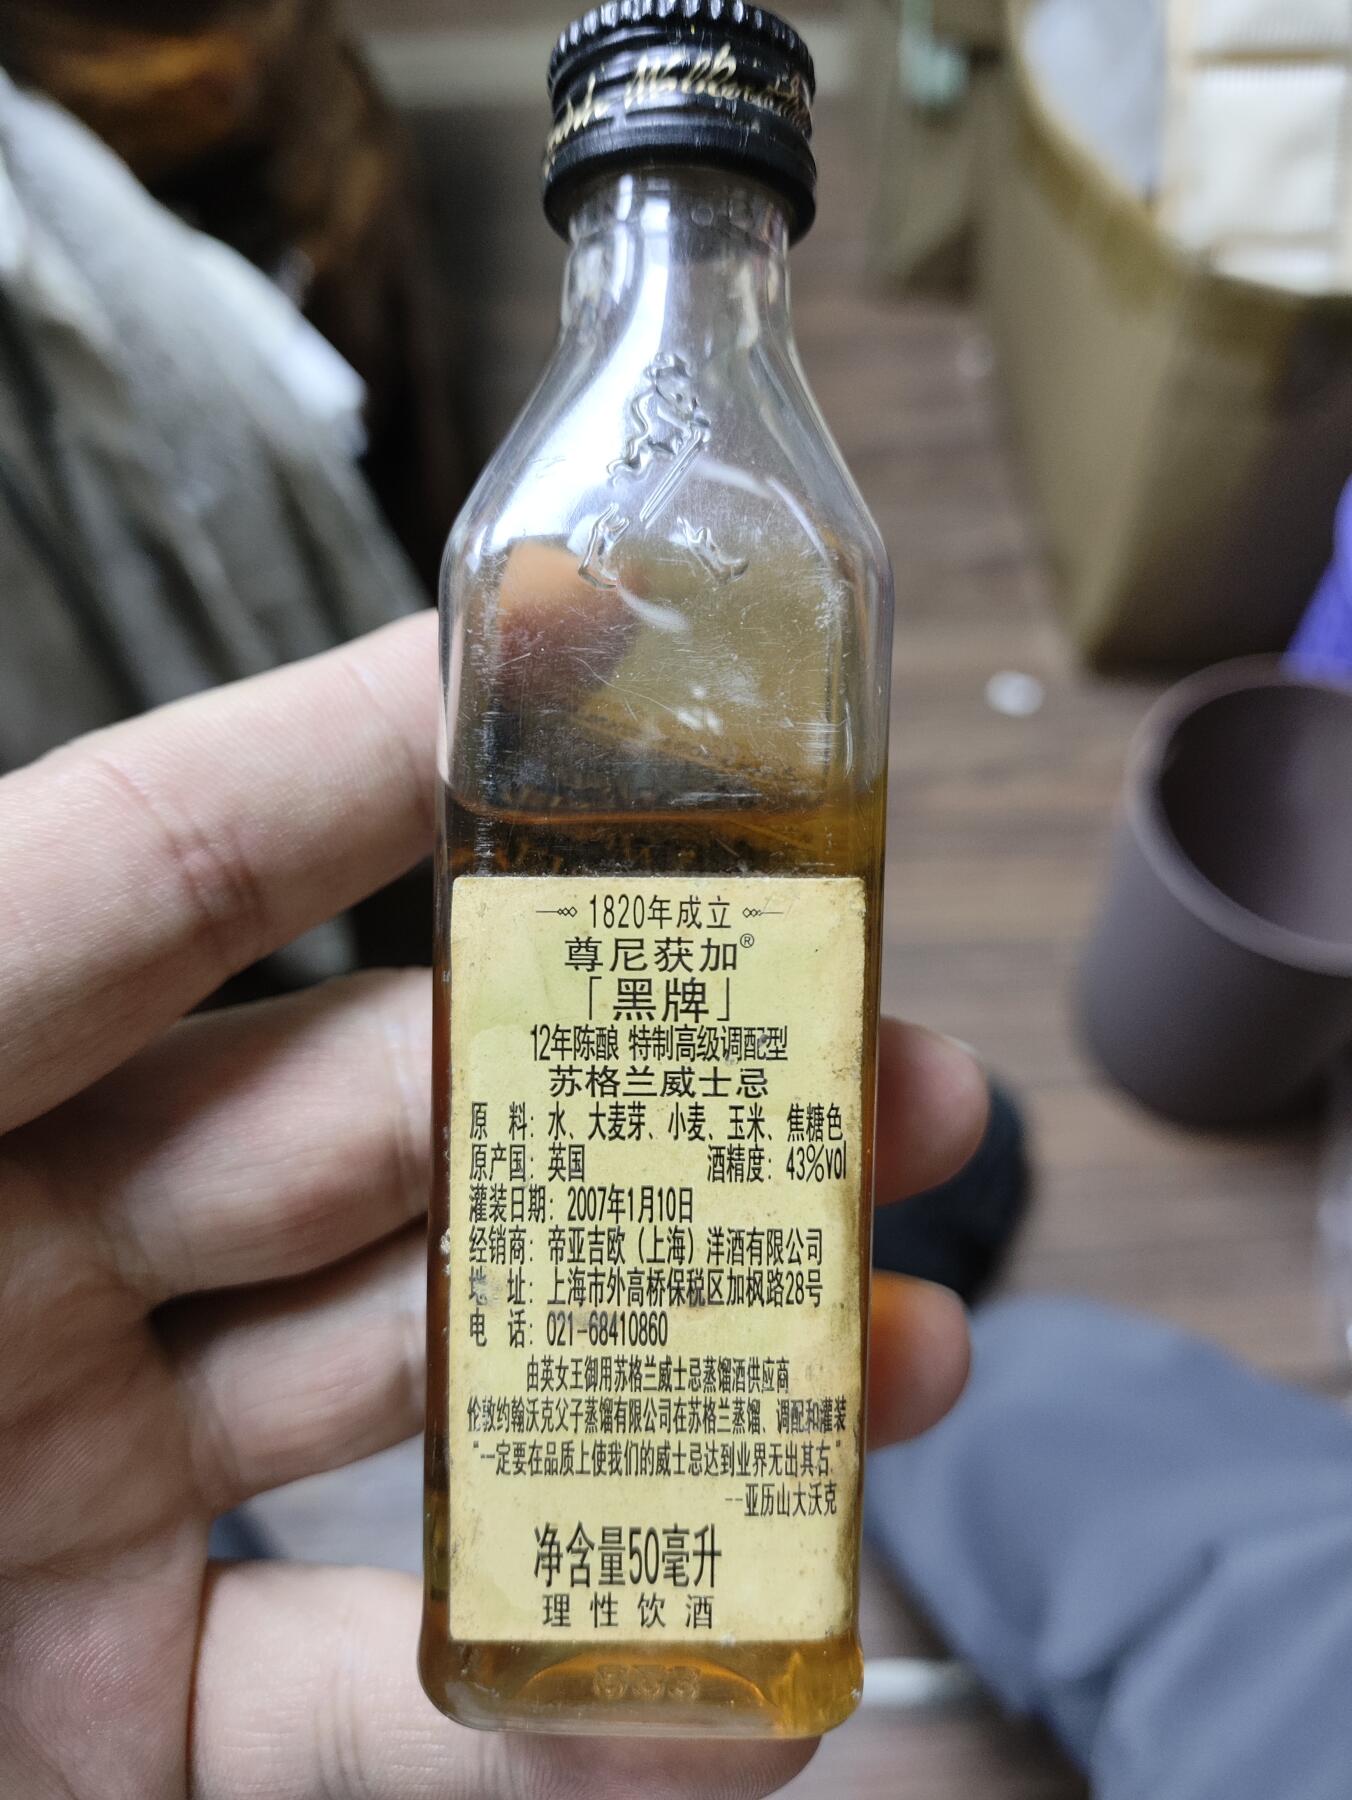 Walker
1820年成立
尊尼获加®
「黑牌」
12年陈酿 特制高级调配型
苏格兰威士忌
原 料: 水、大麦芽、小麦、玉米、焦糖色
原产国: 英国 酒精度: 43%vol
灌装日期: 2007年1月10日
经销商: 帝亚吉欧(上海)洋酒有限公司
地 址: 上海市外高桥保税区加枫路28号
电 话: 021-68410860
由英女王御用苏格兰威士忌蒸馏酒供应商
伦敦约翰沃克父子蒸馏有限公司在苏格兰蒸馏、调配和灌装
"一定要在品质上使我们的威士忌达到业界无出其右."
--亚历山大沃克
净含量50毫升
理性饮酒